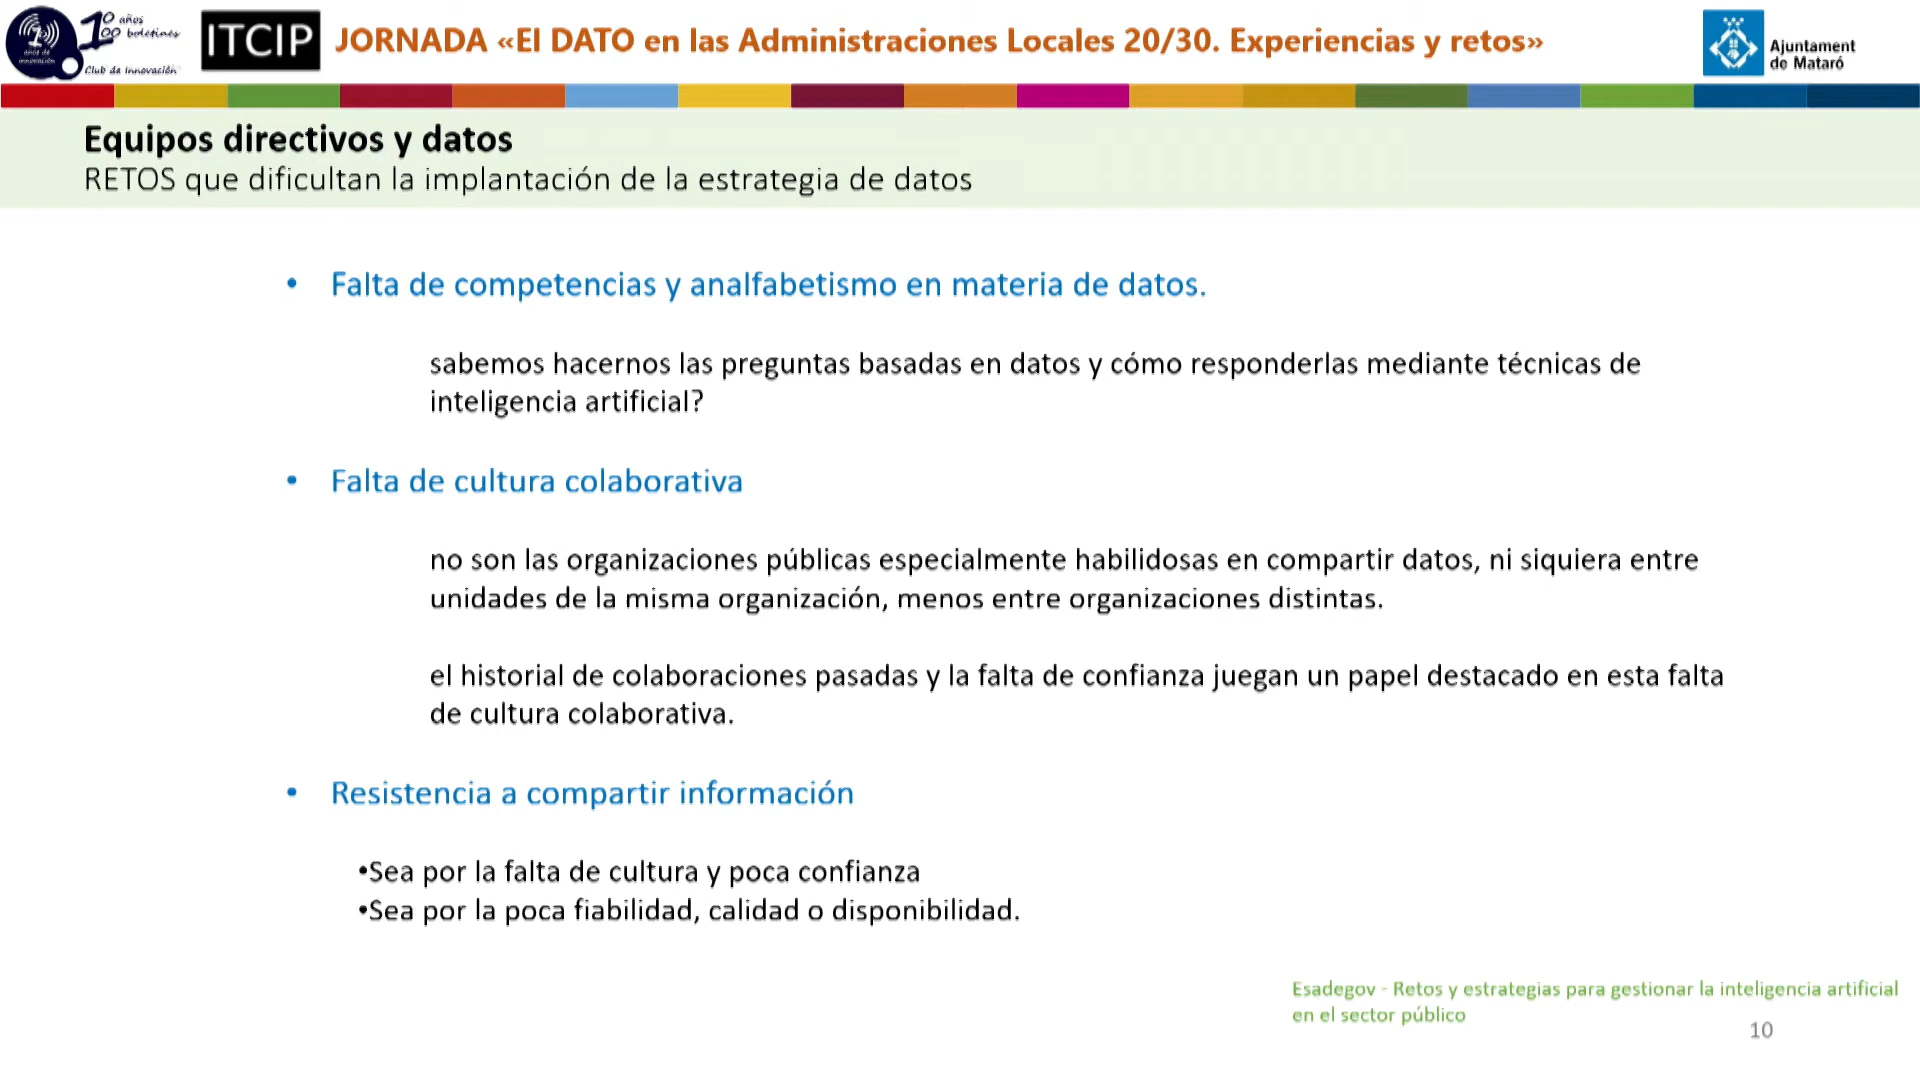 10 años
100 boletines
años de
innovación
Club de Innovación
ITCIP
JORNADA «El DATO en las Administraciones Locales 20/30. Experiencias y retos»
Ajuntament
de Mataró
Equipos directivos y datos
RETOS que dificultan la implantación de la estrategia de datos
• Falta de competencias y analfabetismo en materia de datos.
sabemos hacernos las preguntas basadas en datos y cómo responderlas mediante técnicas de
inteligencia artificial?
• Falta de cultura colaborativa
no son las organizaciones públicas especialmente habilidosas en compartir datos, ni siquiera entre
unidades de la misma organización, menos entre organizaciones distintas.
el historial de colaboraciones pasadas y la falta de confianza juegan un papel destacado en esta falta
de cultura colaborativa.
• Resistencia a compartir información
•Sea por la falta de cultura y poca confianza
•Sea por la poca fiabilidad, calidad o disponibilidad.
Esadegov - Retos y estrategias para gestionar la inteligencia artificial
en el sector público
10